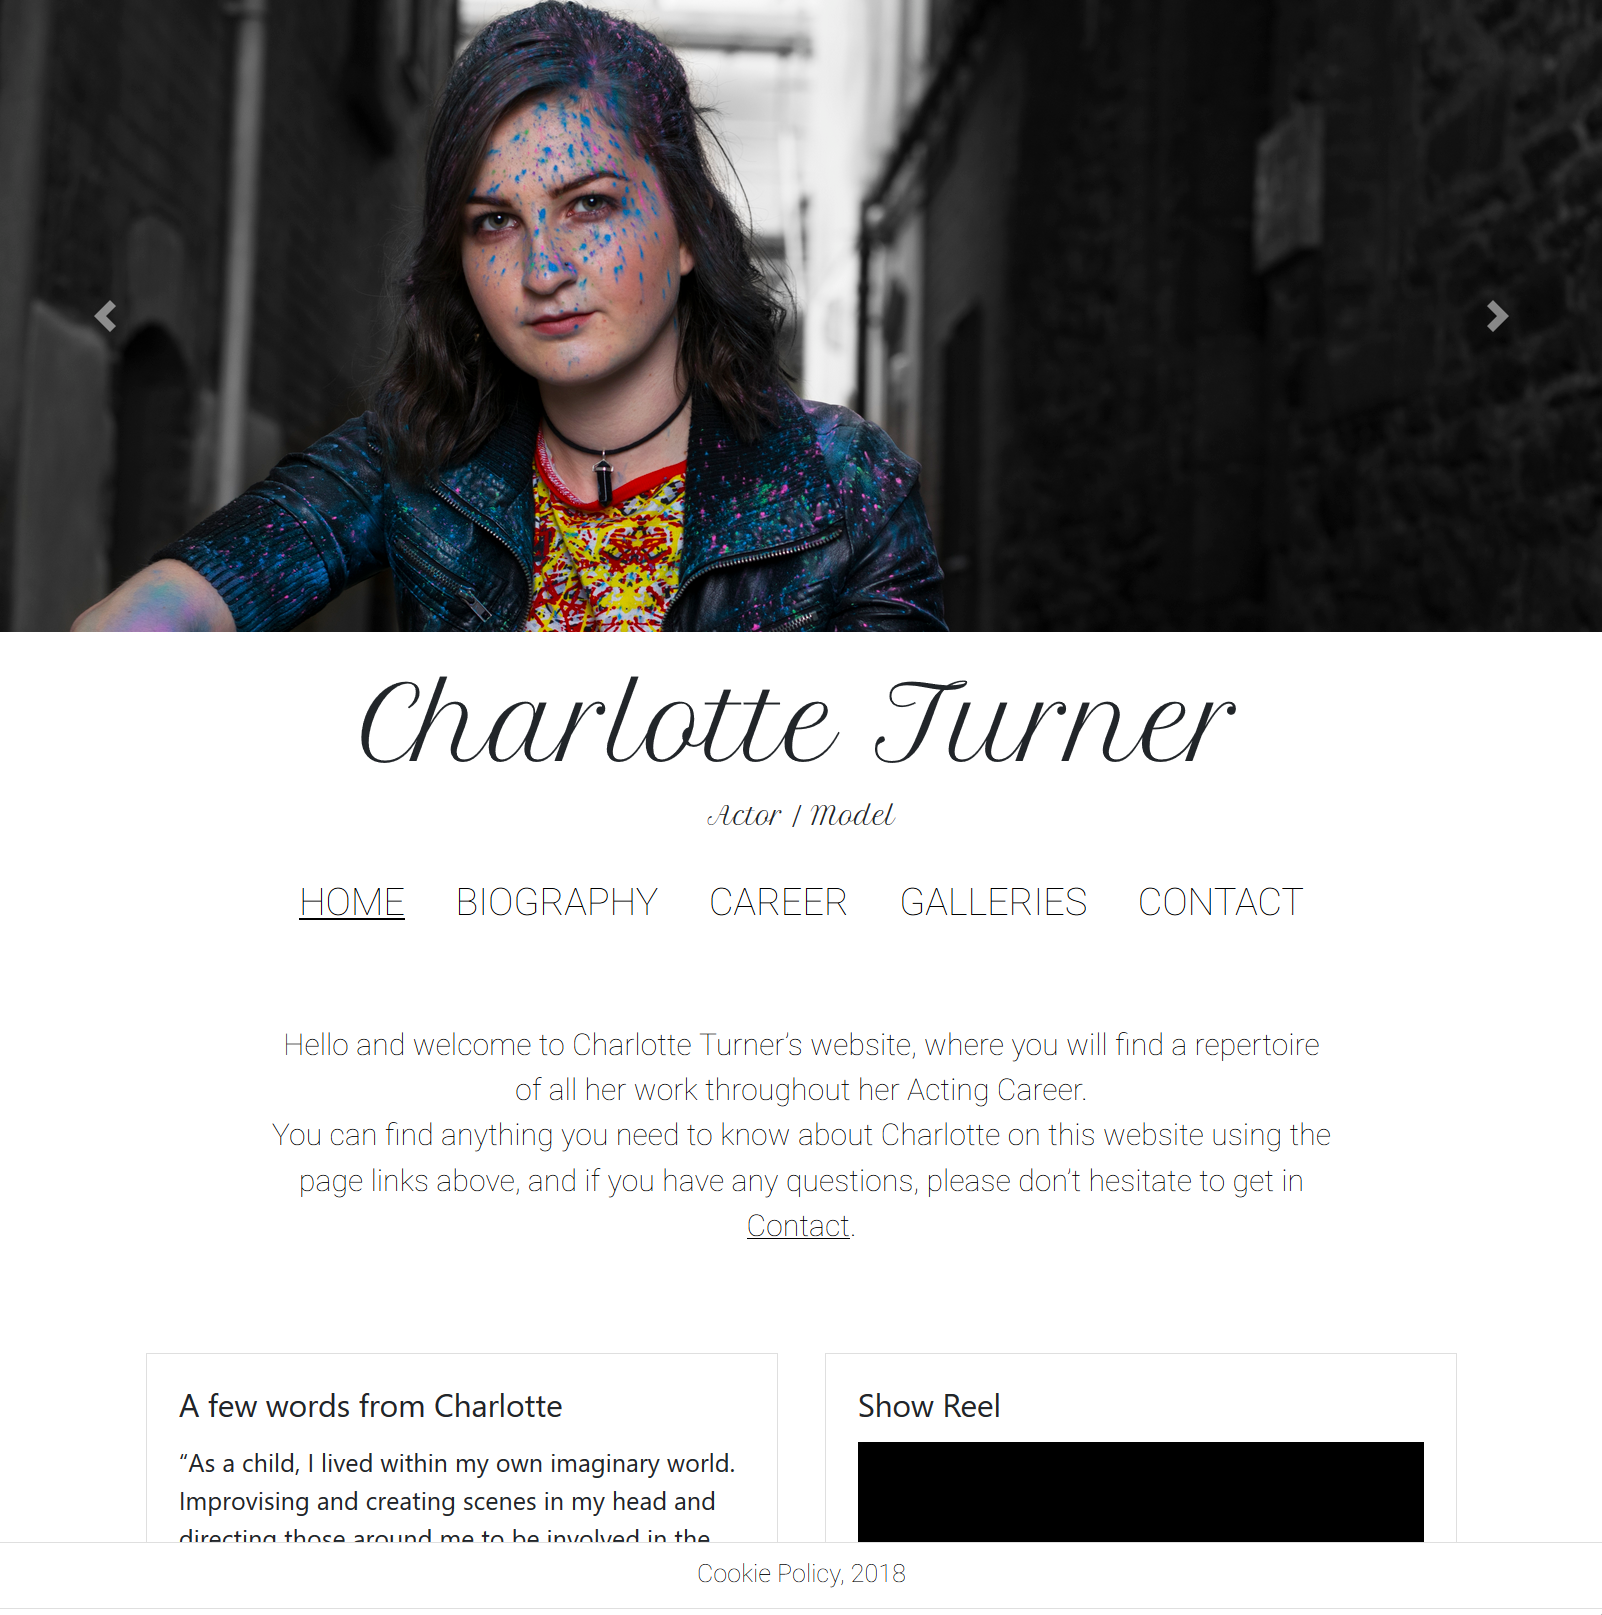 Charlotte Turner
Actor / Model
HOME BIOGRAPHY CAREER GALLERIES CONTACT
Hello and welcome to Charlotte Turner’s website, where you will find a repertoire
of all her work throughout her Acting Career.
You can find anything you need to know about Charlotte on this website using the
page links above, and if you have any questions, please don’t hesitate to get in
Contact.
A few words from Charlotte
“As a child, I lived within my own imaginary world.
Improvising and creating scenes in my head and
directing those around me to be involved in the
Show Reel
Cookie Policy, 2018